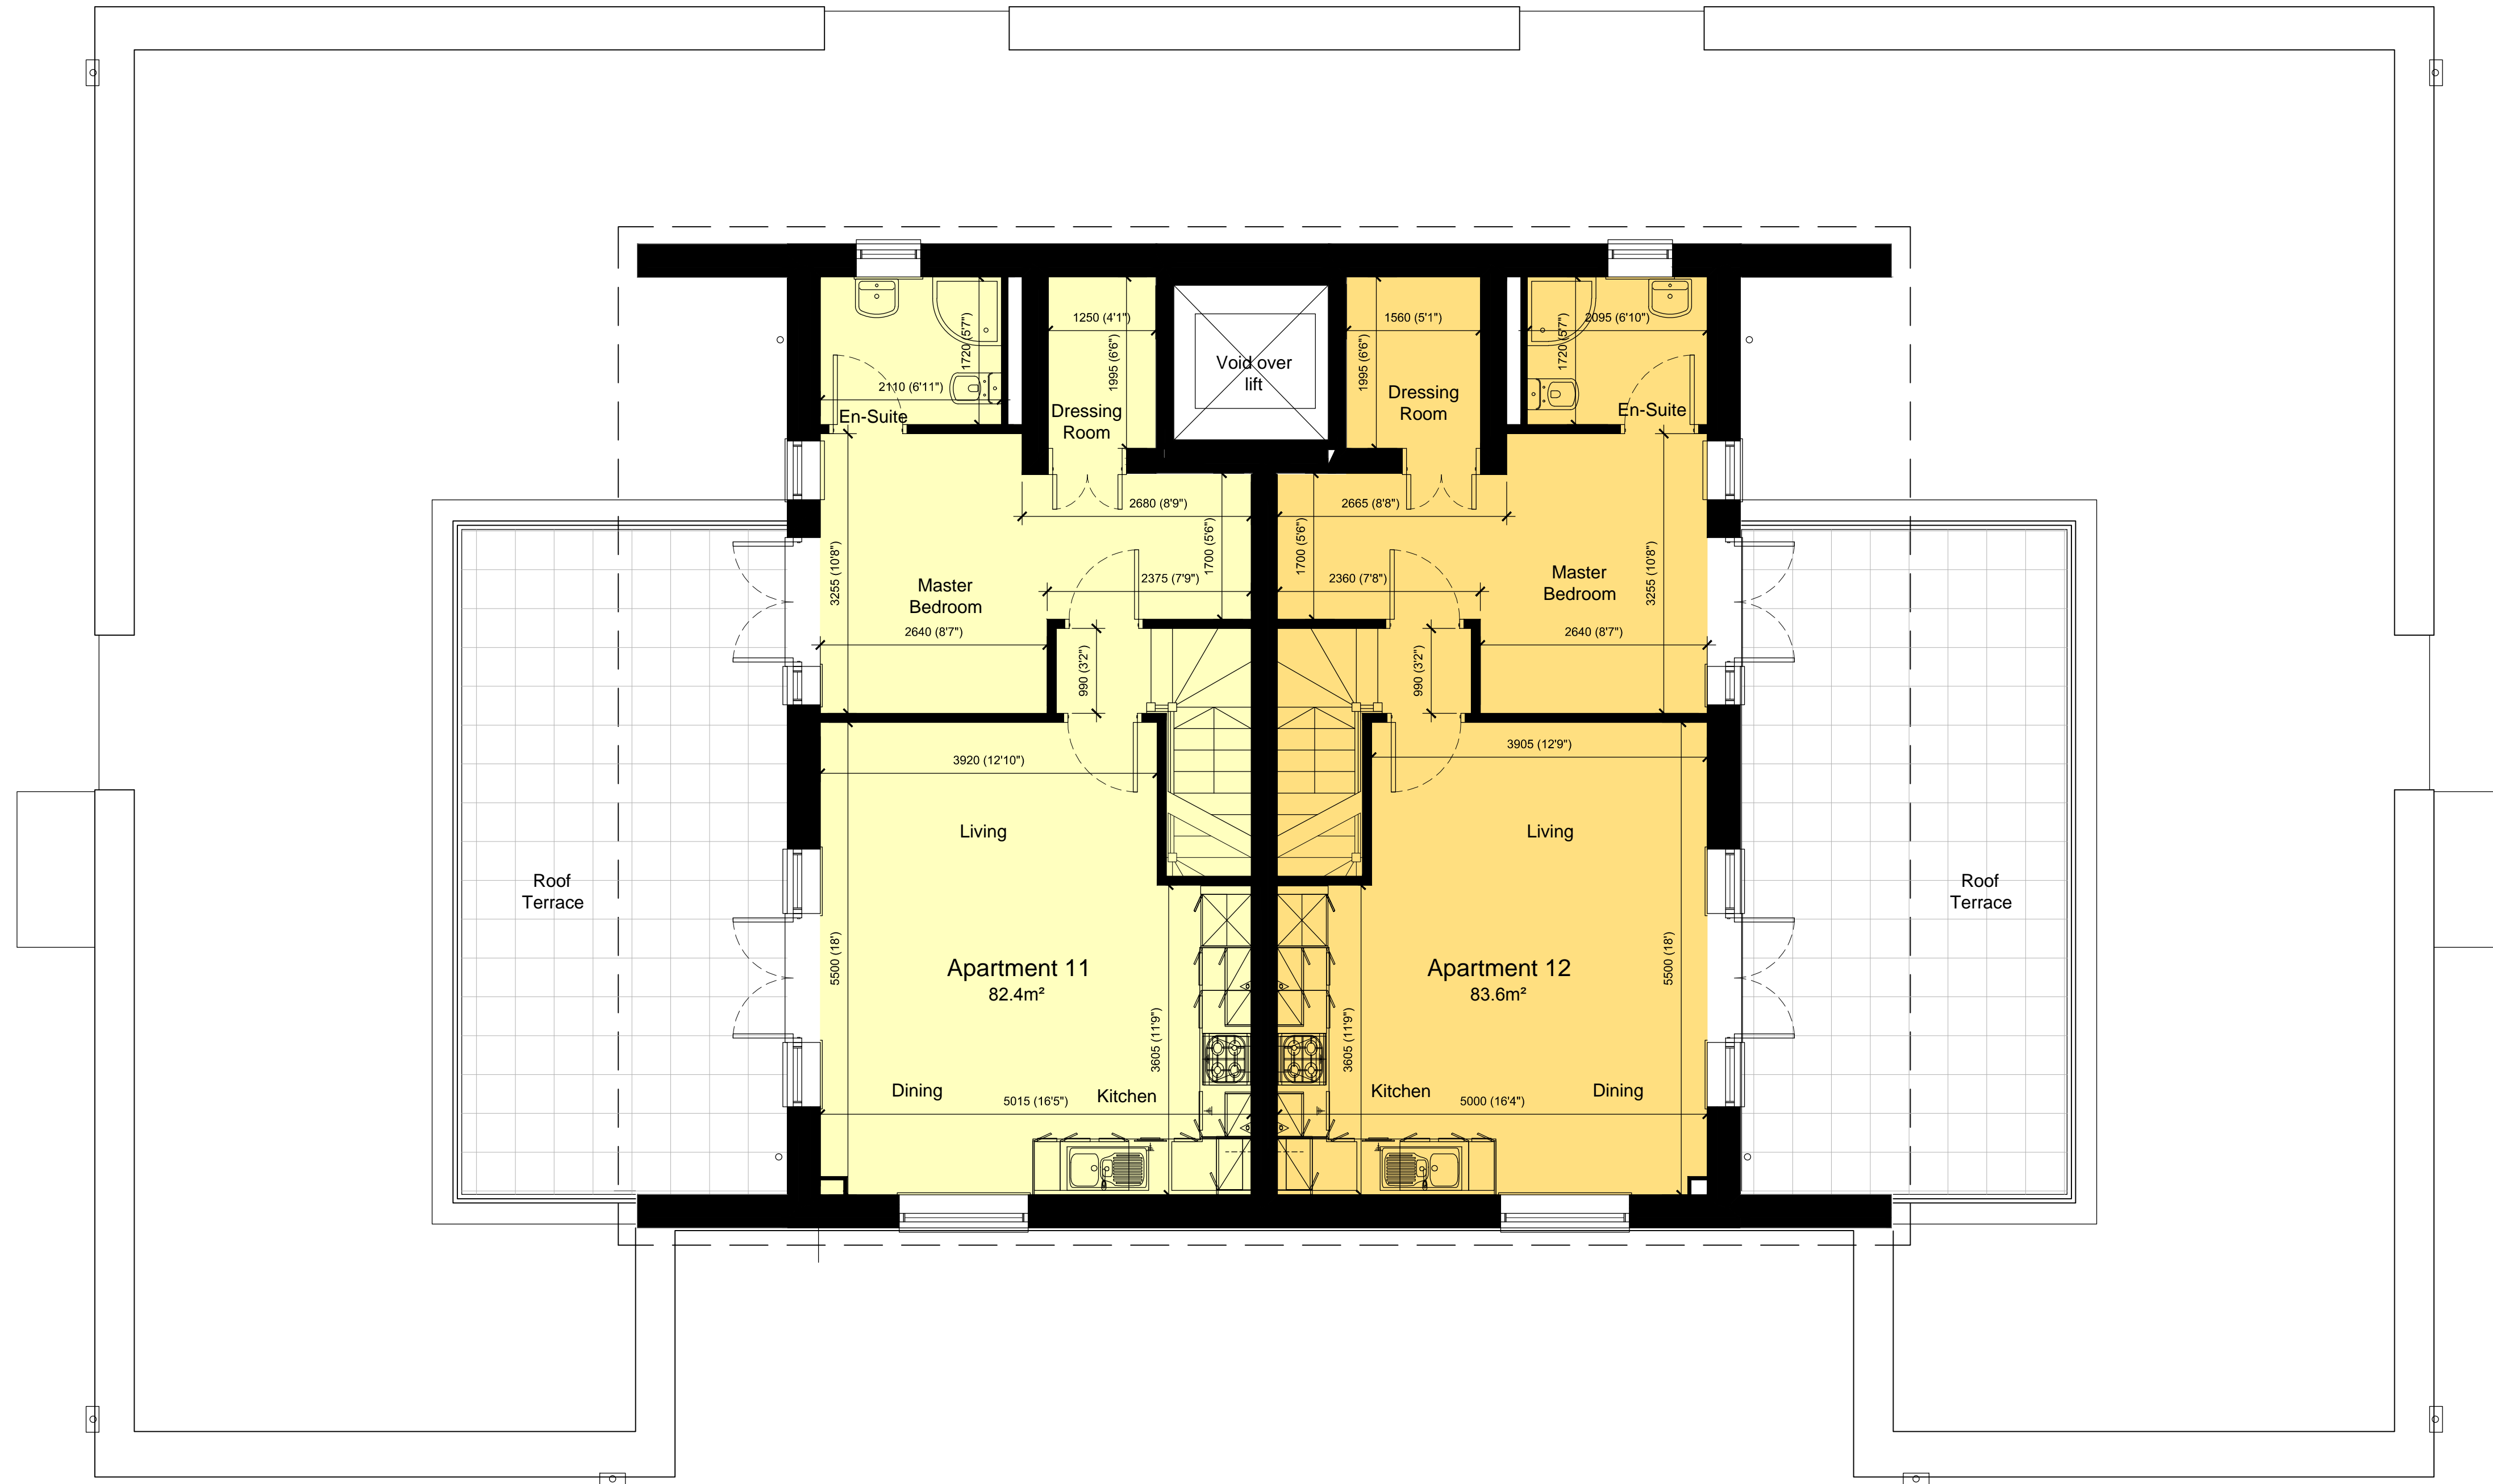 1250 (4'1")
1560 (5'1")
2095 (6'10")
1720 (5'7")
1995 (6'6")
Void over
lift
1995 (6'6")
1720 (5'7")
2110 (6'11")
En-Suite
Dressing
Room
Dressing
Room
En-Suite
2680 (8'9")
2665 (8'8")
1700 (5'6")
1700 (5'6")
3255 (10'8")
Master
Bedroom
2375 (7'9")
2360 (7'8")
Master
Bedroom
3255 (10'8")
2640 (8'7")
2640 (8'7")
990 (3'2")
990 (3'2")
3920 (12'10")
3905 (12'9")
Living
Living
Roof
Terrace
Roof
Terrace
5500 (18')
Apartment 11
82.4m²
Apartment 12
83.6m²
5500 (18')
3605 (11'9")
3605 (11'9")
Dining
Kitchen
Kitchen
Dining
5015 (16'5")
5000 (16'4")